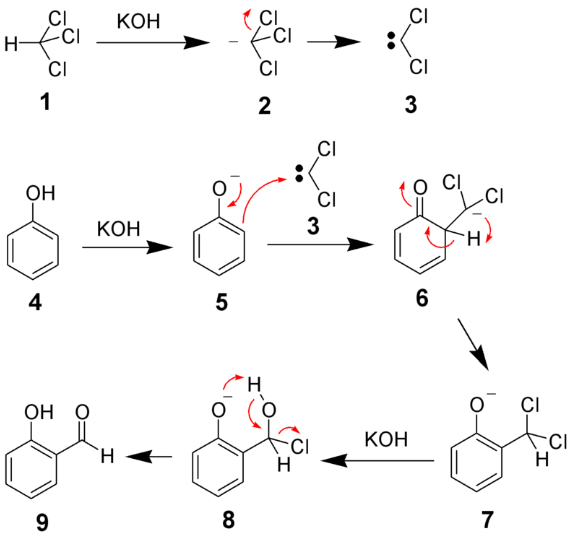 H Cl Cl Cl KOH – Cl Cl Cl Cl Cl
1 2 3
OH KOH O– Cl Cl O Cl Cl – H
4 5 3 6
OH O H O– H O Cl H KOH O– Cl Cl H
9 8 7